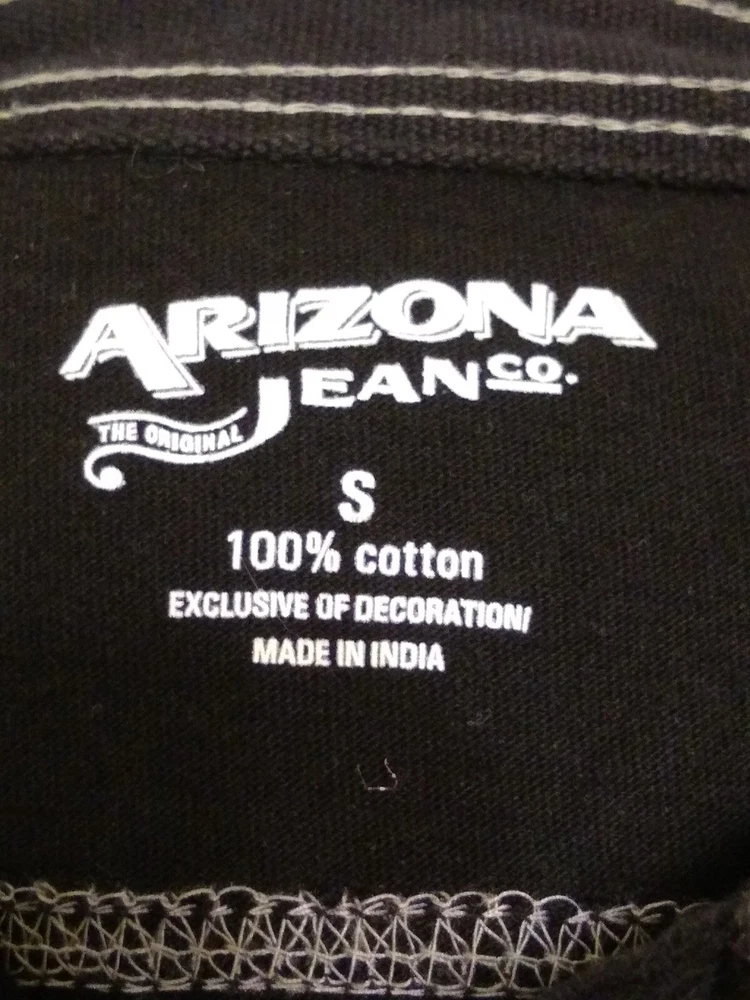 ARIZONA
JEAN CO.
THE ORIGINAL
S
100% cotton
EXCLUSIVE OF DECORATION/
MADE IN INDIA